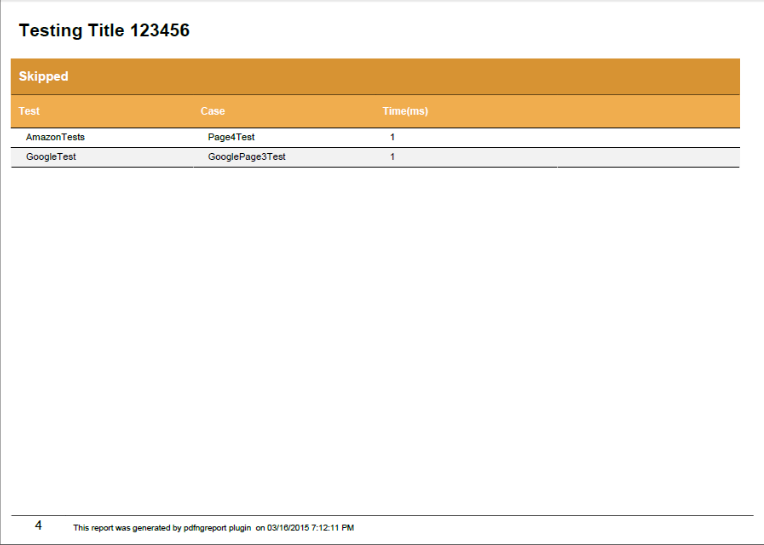 Testing Title 123456
Skipped
Test Case Time(ms)
AmazonTests Page4Test 1
GoogleTest GooglePage3Test 1
4 This report was generated by pdfngreport plugin on 03/16/2015 7:12:11 PM